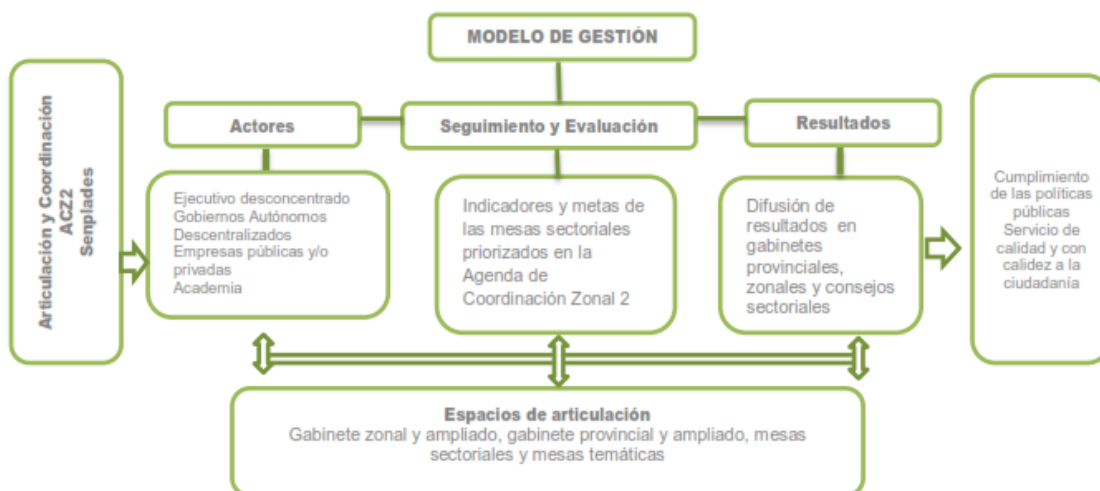 MODELO DE GESTIÓN
Articulación y Coordinación
ACZ2
Senplades
Actores
Seguimiento y Evaluación
Resultados
Ejecutivo desconcentrado
Gobiernos Autónomos
Descentralizados
Empresas públicas y/o
privadas
Academia
Indicadores y metas de
las mesas sectoriales
priorizados en la
Agenda de
Coordinación Zonal 2
Difusión de
resultados en
gabinetes
provinciales,
zonales y consejos
sectoriales
Cumplimiento
de las políticas
públicas
Servicio de
calidad y con
calidez a la
ciudadanía
Espacios de articulación
Gabinete zonal y ampliado, gabinete provincial y ampliado, mesas
sectoriales y mesas temáticas